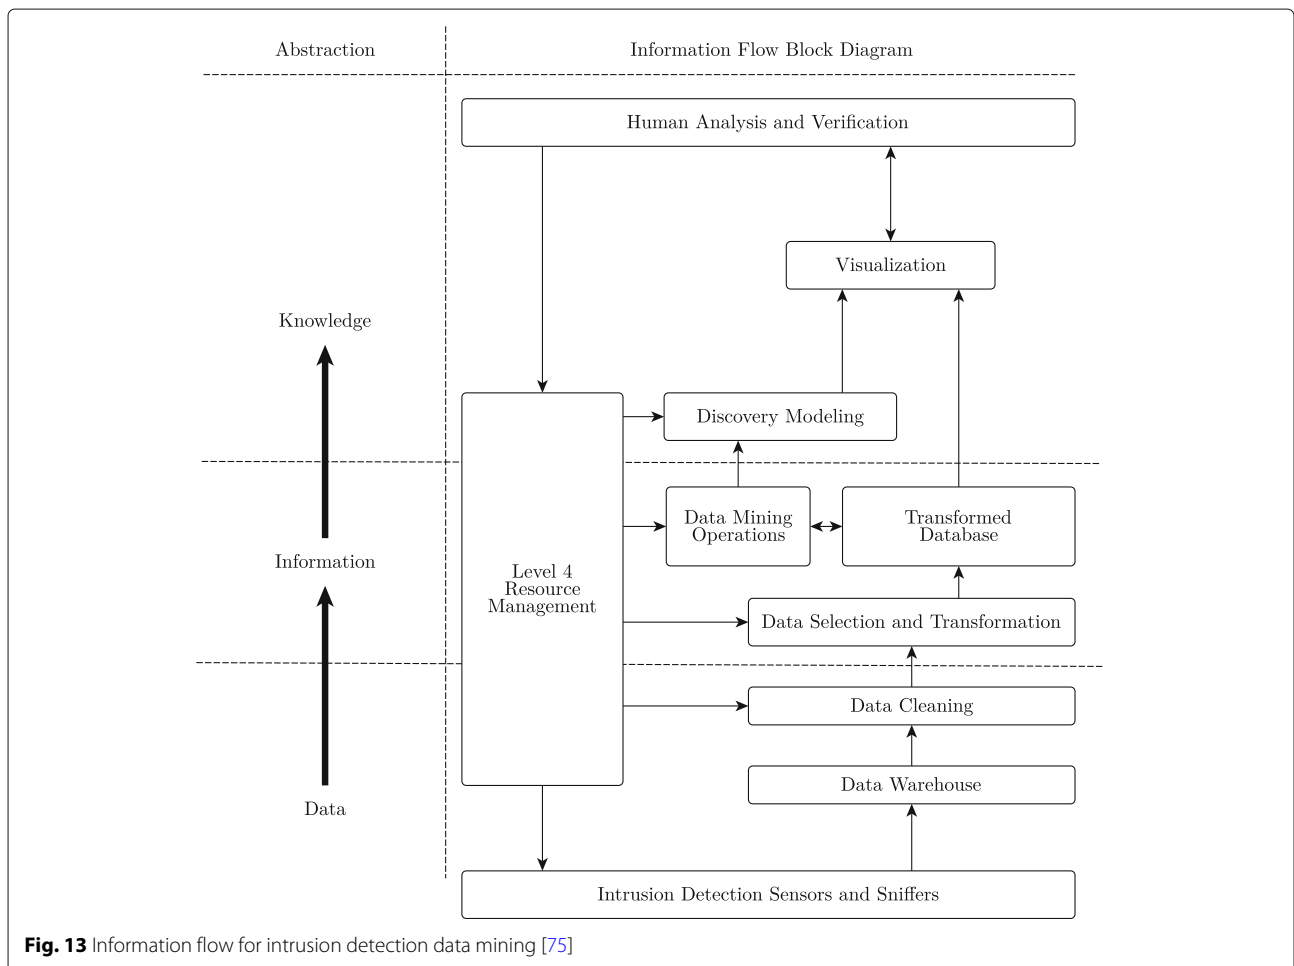 Abstraction
Information Flow Block Diagram
Human Analysis and Verification
Visualization
Knowledge
Discovery Modeling
Data Mining
Operations
Transformed
Database
Information
Level 4
Resource
Management
Data Selection and Transformation
Data Cleaning
Data Warehouse
Data
Intrusion Detection Sensors and Sniffers
Fig. 13 Information flow for intrusion detection data mining [75]